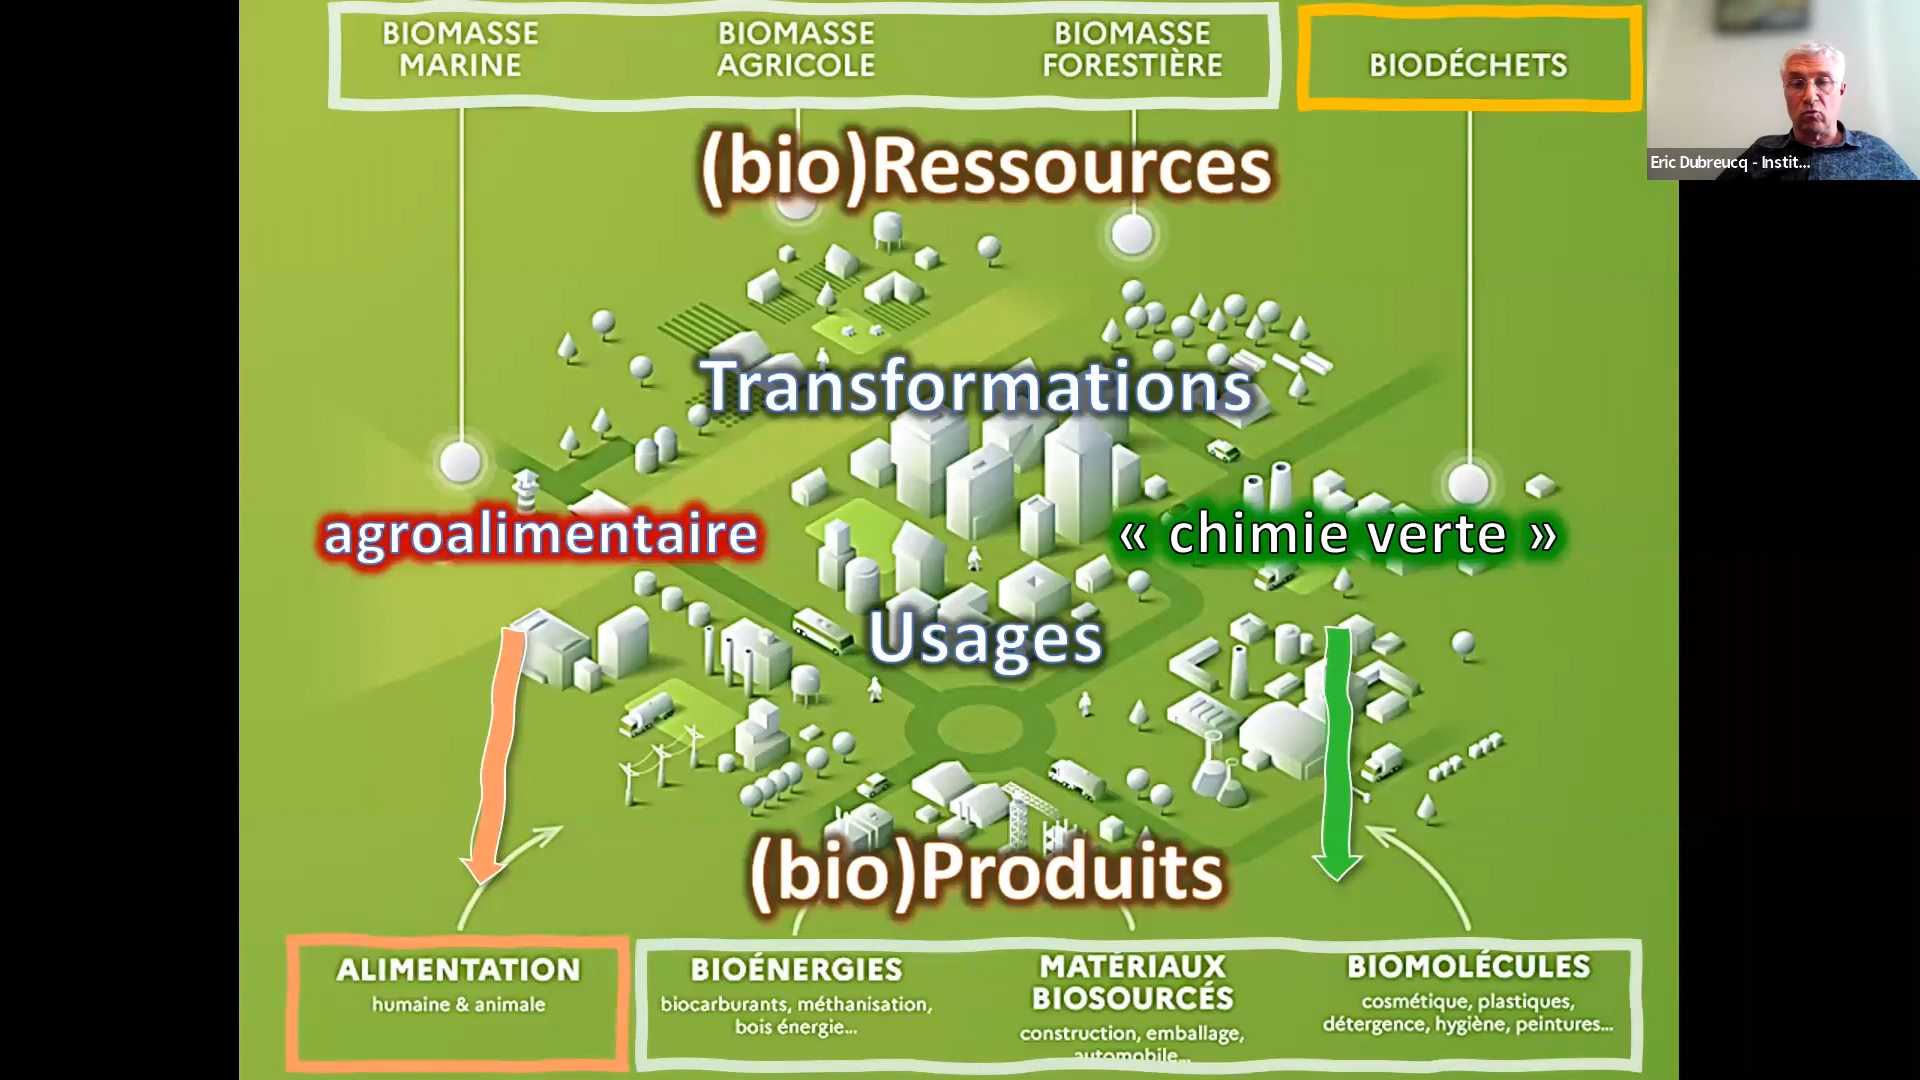 BIOMASSE
MARINE
BIOMASSE
AGRICOLE
BIOMASSE
FORESTIÈRE
BIODÉCHETS
Eric Dubreucq - Instit...
(bio)Ressources
Transformations
agroalimentaire
« chimie verte »
Usages
(bio)Produits
ALIMENTATION
humaine & animale
BIOÉNERGIES
biocarburants, méthanisation,
bois énergie...
MATÉRIAUX
BIOSOURCÉS
construction, emballage,
automobile...
BIOMOLÉCULES
cosmétique, plastiques,
détergence, hygiène, peintures...